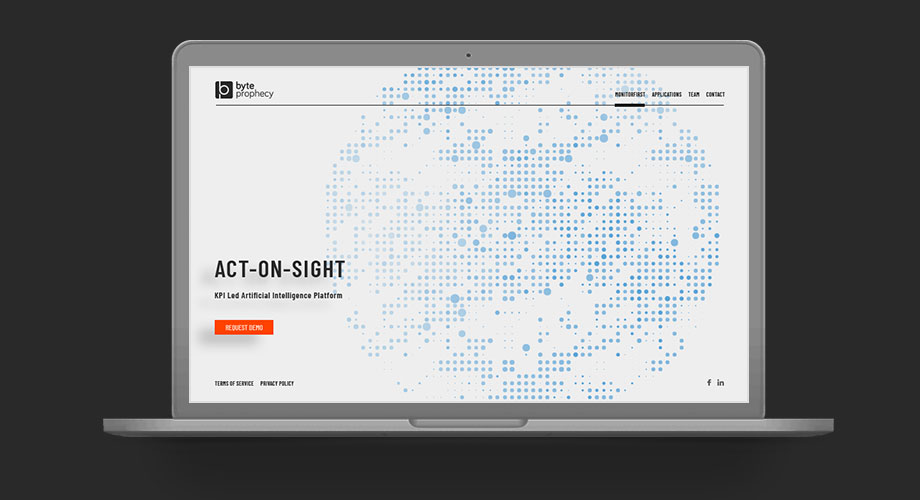 byte
prophecy
MONITORFIRST APPLICATIONS TEAM CONTACT
ACT-ON-SIGHT
KPI Led Artificial Intelligence Platform
REQUEST DEMO
TERMS OF SERVICE PRIVACY POLICY